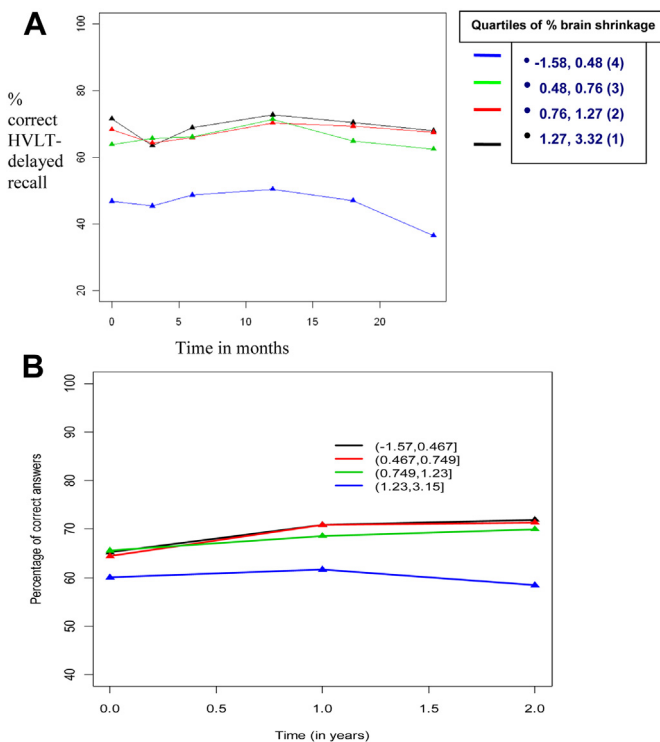 A
Quartiles of % brain shrinkage
-1.58, 0.48 (4)
0.48, 0.76 (3)
0.76, 1.27 (2)
1.27, 3.32 (1)
%
correct
HVLT-
delayed
recall
100
80
60
40
20
0 5 10 15 20
Time in months
B
Percentage of correct answers
100
90
80
70
60
50
40
(-1.57,0.467]
(0.467,0.749]
(0.749,1.23]
(1.23,3.15]
0.0 0.5 1.0 1.5 2.0
Time (in years)